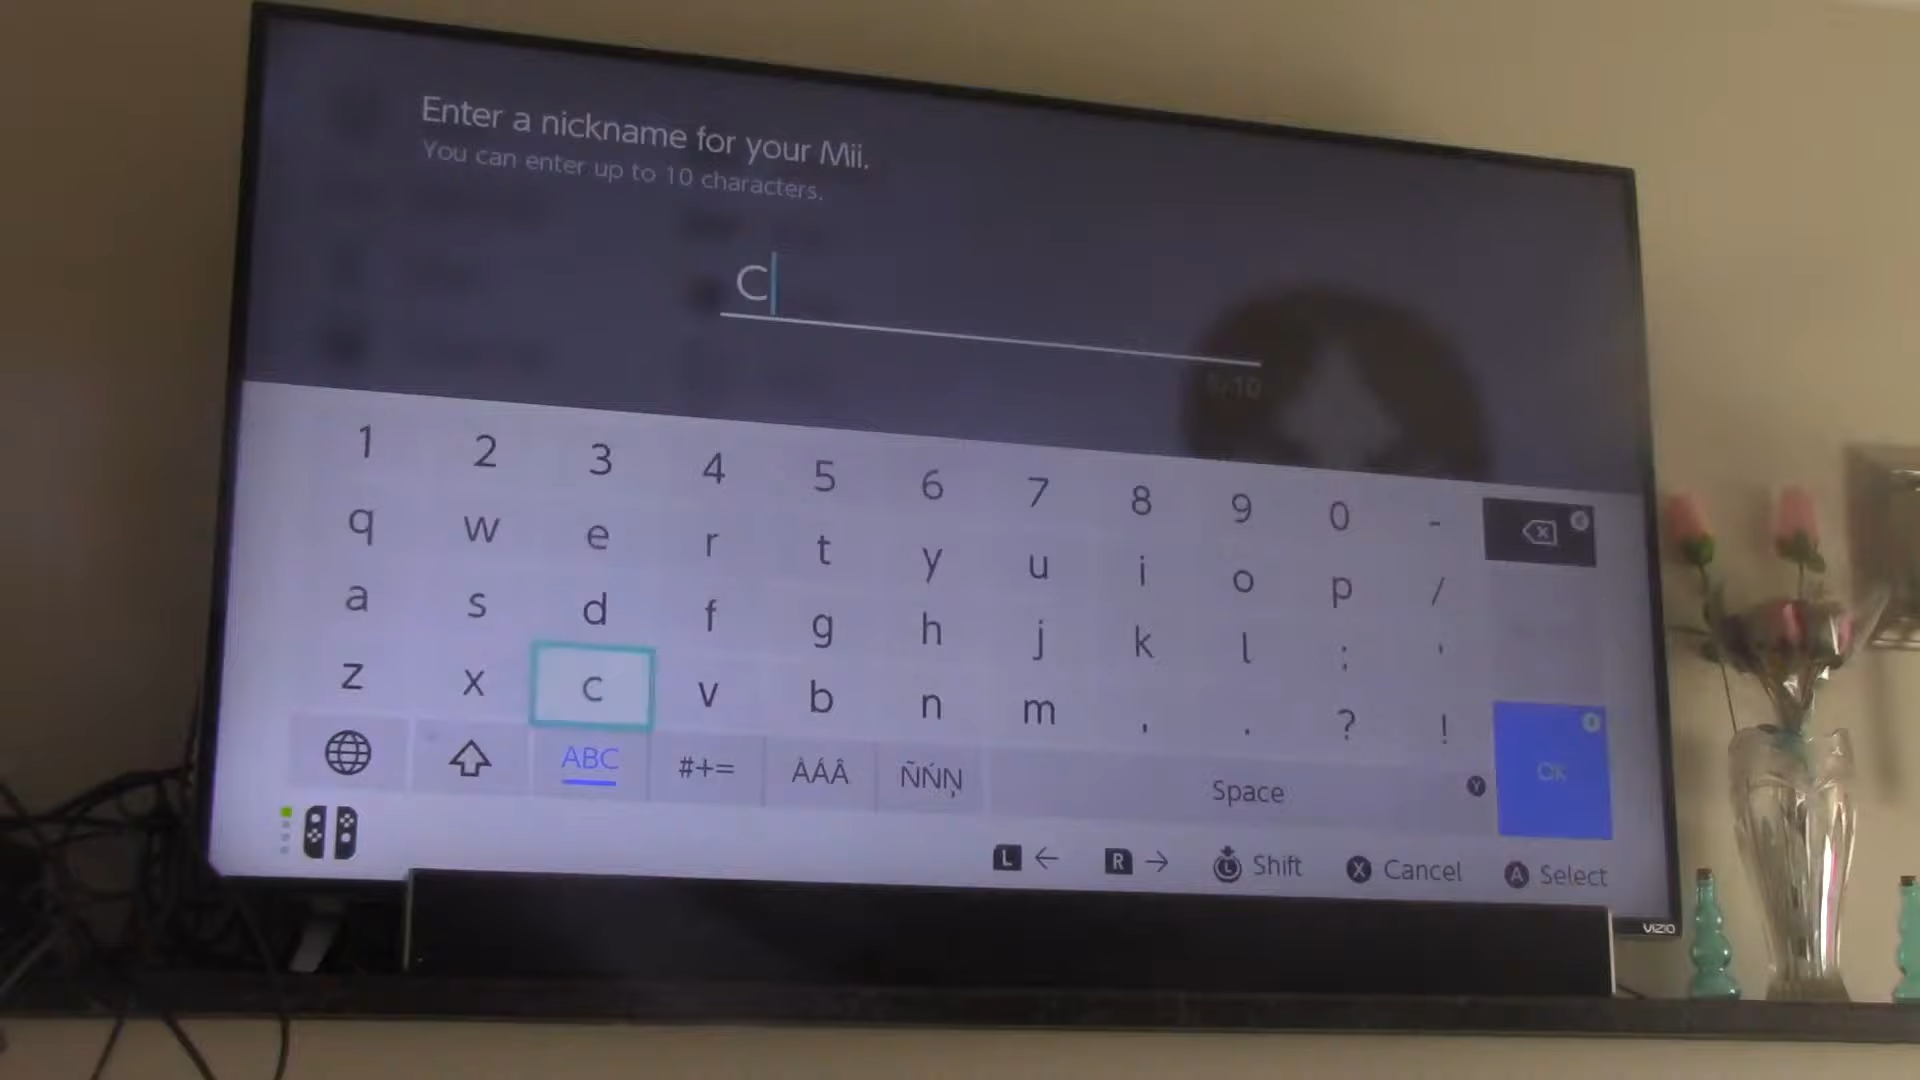 Enter a nickname for your Mii.
You can enter up to 10 characters.
C
1 2 3 4 5 6 7 8 9 0 -
q w e r t y u i o p /
a s d f g h j k l ; '
z x c v b n m , . ? !
ABC #+= ÀÁÂ ÑŃŅ Space Y OK
L ← R → L Shift X Cancel A Select
VIZIO